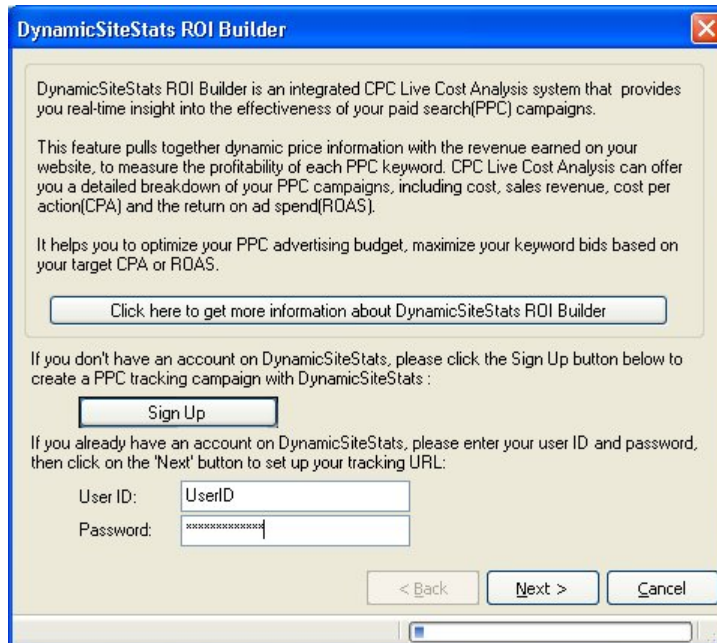 DynamicSiteStats ROI Builder
DynamicSiteStats ROI Builder is an integrated CPC Live Cost Analysis system that provides
you real-time insight into the effectiveness of your paid search(PPC) campaigns.
This feature pulls together dynamic price information with the revenue earned on your
website, to measure the profitability of each PPC keyword. CPC Live Cost Analysis can offer
you a detailed breakdown of your PPC campaigns, including cost, sales revenue, cost per
action(CPA) and the return on ad spend(ROAS).
It helps you to optimize your PPC advertising budget, maximize your keyword bids based on
your target CPA or ROAS.
Click here to get more information about DynamicSiteStats ROI Builder
If you don't have an account on DynamicSiteStats, please click the Sign Up button below to
create a PPC tracking campaign with DynamicSiteStats :
Sign Up
If you already have an account on DynamicSiteStats, please enter your user ID and password,
then click on the 'Next' button to set up your tracking URL:
User ID: UserID
Password: *************
< Back Next > Cancel